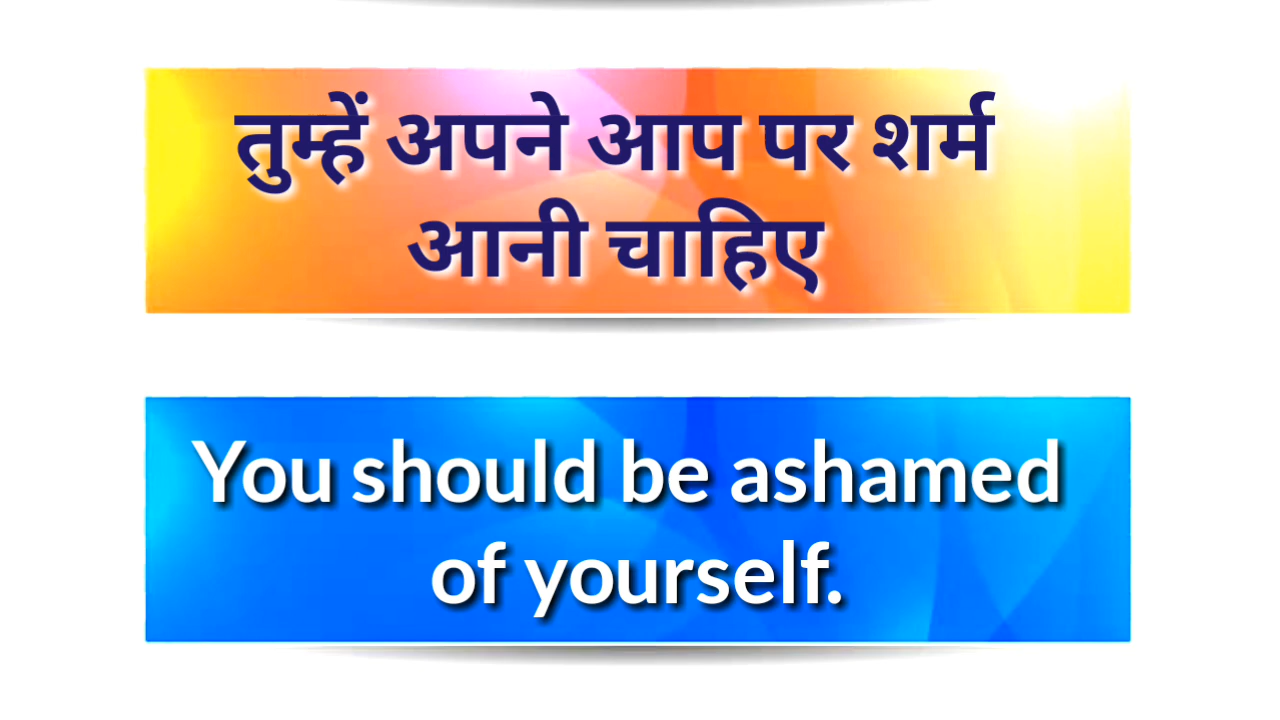 तुम्हें अपने आप पर शर्म
आनी चाहिए
You should be ashamed
of yourself.